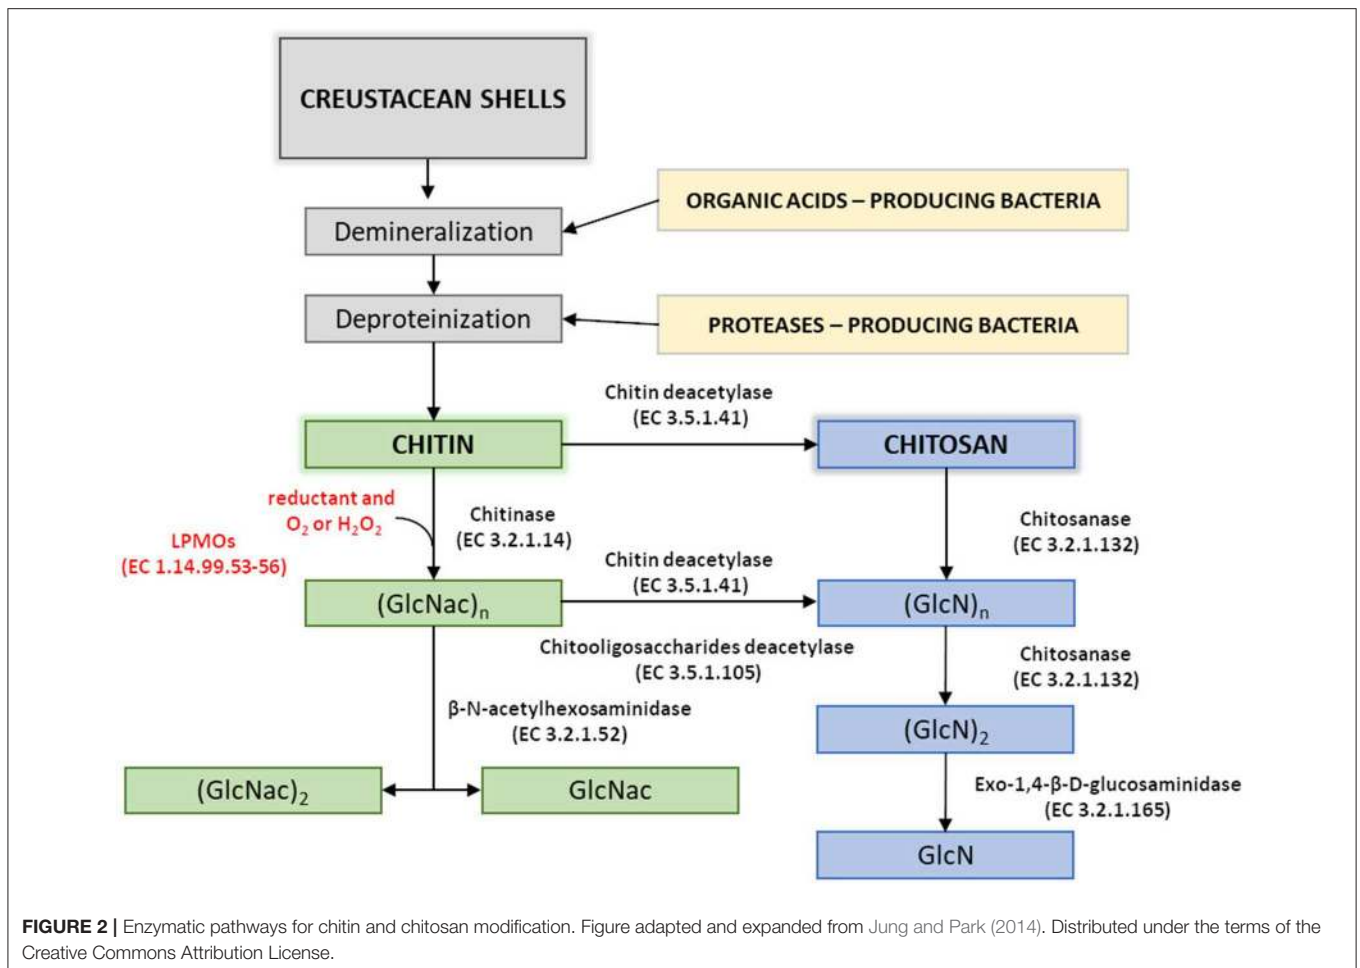 CREUSTACEAN SHELLS
ORGANIC ACIDS – PRODUCING BACTERIA
Demineralization
PROTEASES – PRODUCING BACTERIA
Deproteinization
Chitin deacetylase
(EC 3.5.1.41)
CHITIN
CHITOSAN
reductant and
O₂ or H₂O₂
LPMOs
(EC 1.14.99.53-56)
Chitinase
(EC 3.2.1.14)
Chitosanase
(EC 3.2.1.132)
Chitin deacetylase
(EC 3.5.1.41)
(GlcNac)ₙ
(GlcN)ₙ
Chitooligosaccharides deacetylase
(EC 3.5.1.105)
Chitosanase
(EC 3.2.1.132)
β-N-acetylhexosaminidase
(EC 3.2.1.52)
(GlcN)₂
(GlcNac)₂
GlcNac
Exo-1,4-β-D-glucosaminidase
(EC 3.2.1.165)
GlcN
FIGURE 2 | Enzymatic pathways for chitin and chitosan modification. Figure adapted and expanded from Jung and Park (2014). Distributed under the terms of the
Creative Commons Attribution License.